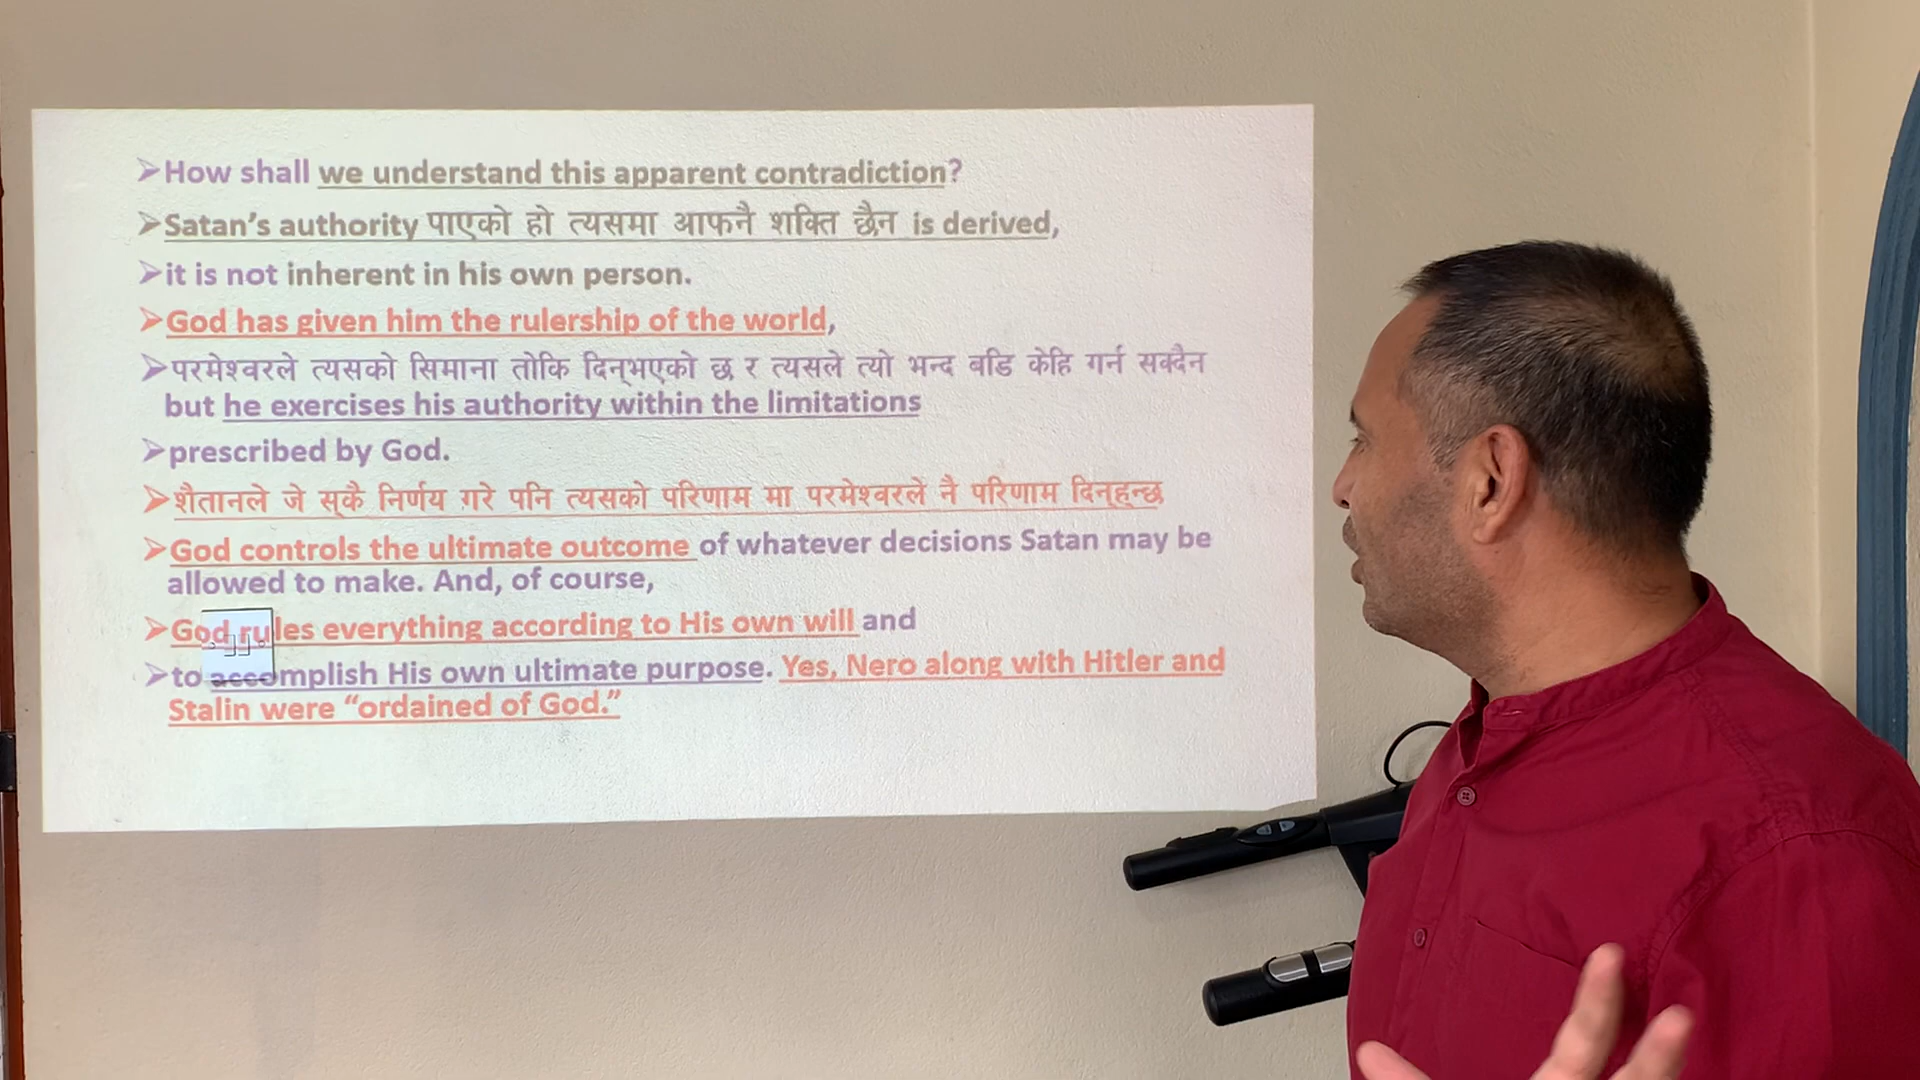 ➢How shall we understand this apparent contradiction?
➢Satan’s authority पाएको हो त्यसमा आफनै शक्ति छैन is derived,
➢it is not inherent in his own person.
➢God has given him the rulership of the world,
➢परमेश्वरले त्यसको सिमाना तोकि दिनुभएको छ र त्यसले त्यो भन्द बडि केहि गर्न सक्दैन
but he exercises his authority within the limitations
➢prescribed by God.
➢शैतानले जे सुकै निर्णय गरे पनि त्यसको परिणाम मा परमेश्वरले नै परिणाम दिनुहुन्छ
➢God controls the ultimate outcome of whatever decisions Satan may be
allowed to make. And, of course,
➢God rules everything according to His own will and
➢to accomplish His own ultimate purpose. Yes, Nero along with Hitler and
Stalin were “ordained of God.”